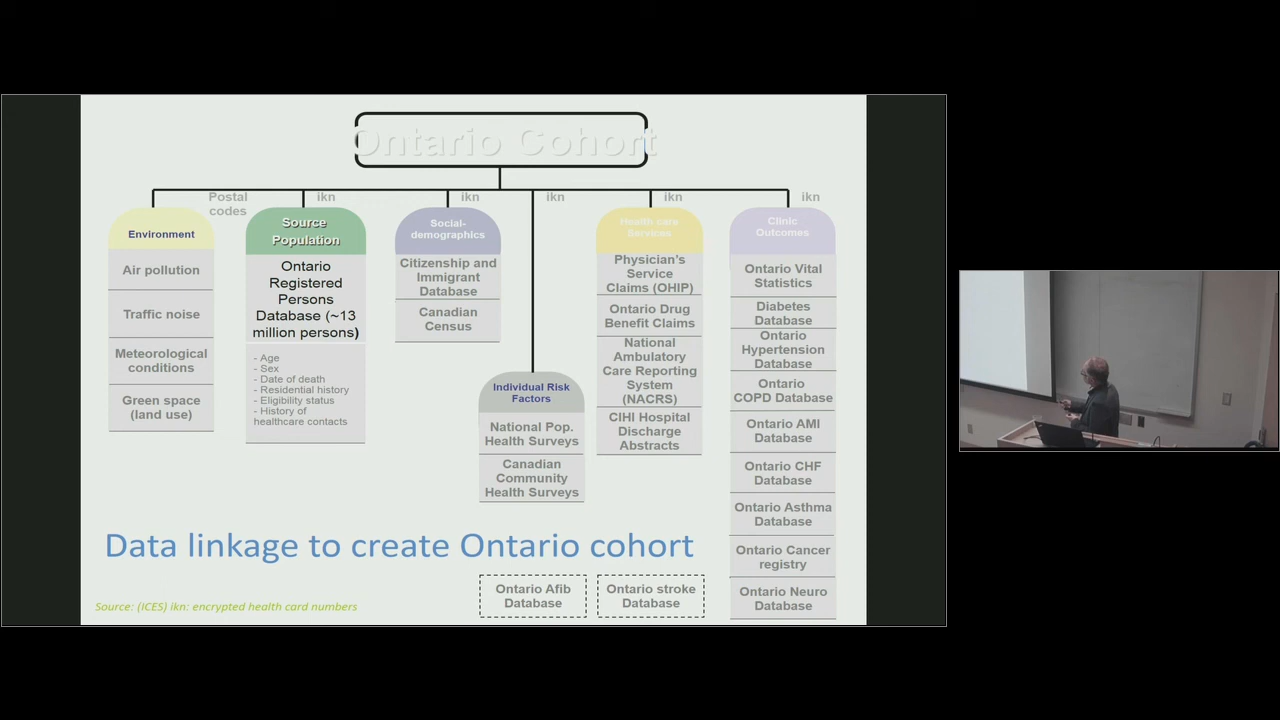 Ontario Cohort
Postal
codes
ikn
ikn
ikn
ikn
ikn
Environment
Air pollution
Traffic noise
Meteorological
conditions
Green space
(land use)
Source
Population
Ontario
Registered
Persons
Database (~13
million persons)
- Age
- Sex
- Date of death
- Residential history
- Eligibility status
- History of
healthcare contacts
Social-
demographics
Citizenship and
Immigrant
Database
Canadian
Census
Individual Risk
Factors
National Pop.
Health Surveys
Canadian
Community
Health Surveys
Health care
Services
Physician's
Service
Claims (OHIP)
Ontario Drug
Benefit Claims
National
Ambulatory
Care Reporting
System
(NACRS)
CIHI Hospital
Discharge
Abstracts
Clinic
Outcomes
Ontario Vital
Statistics
Diabetes
Database
Ontario
Hypertension
Database
Ontario
COPD Database
Ontario AMI
Database
Ontario CHF
Database
Ontario Asthma
Database
Ontario Cancer
registry
Ontario Neuro
Database
Data linkage to create Ontario cohort
Ontario Afib
Database
Ontario stroke
Database
Source: (ICES) ikn: encrypted health card numbers